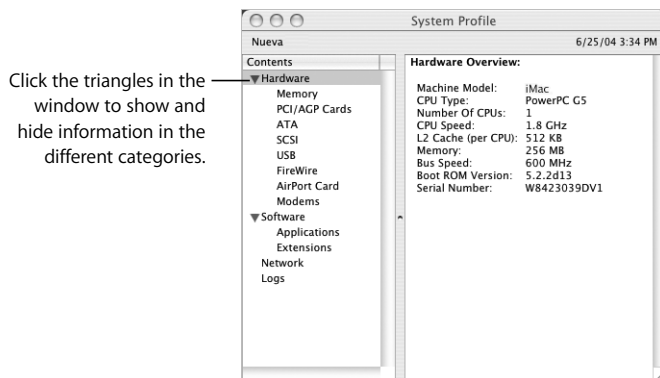 System Profile
Nueva 6/25/04 3:34 PM
Click the triangles in the
window to show and
hide information in the
different categories.
Contents
Hardware
Memory
PCI/AGP Cards
ATA
SCSI
USB
FireWire
AirPort Card
Modems
Software
Applications
Extensions
Network
Logs
Hardware Overview:
Machine Model: iMac
CPU Type: PowerPC G5
Number Of CPUs: 1
CPU Speed: 1.8 GHz
L2 Cache (per CPU): 512 KB
Memory: 256 MB
Bus Speed: 600 MHz
Boot ROM Version: 5.2.2d13
Serial Number: W8423039DV1